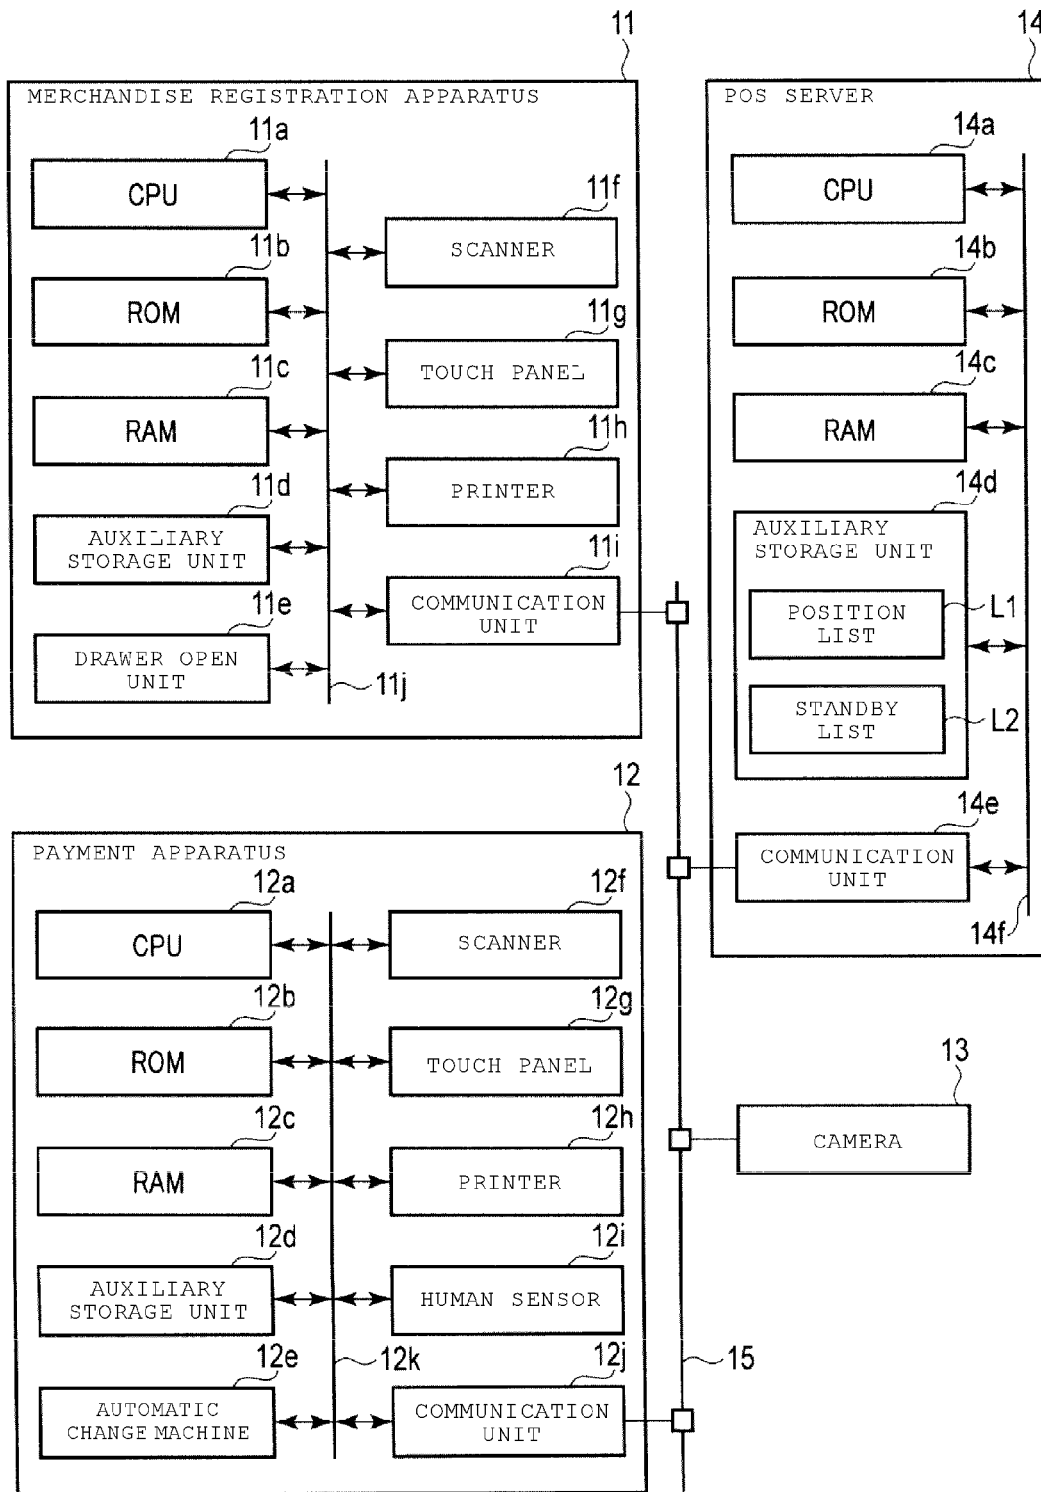 11
MERCHANDISE REGISTRATION APPARATUS
11a
CPU
11b
ROM
11c
RAM
11d
AUXILIARY
STORAGE UNIT
11e
DRAWER OPEN
UNIT
11f
SCANNER
11g
TOUCH PANEL
11h
PRINTER
11i
COMMUNICATION
UNIT
11j
14
POS SERVER
14a
CPU
14b
ROM
14c
RAM
14d
AUXILIARY
STORAGE UNIT
POSITION
LIST
L1
STANDBY
LIST
L2
14e
COMMUNICATION
UNIT
14f
12
PAYMENT APPARATUS
12a
CPU
12b
ROM
12c
RAM
12d
AUXILIARY
STORAGE UNIT
12e
AUTOMATIC
CHANGE MACHINE
12f
SCANNER
12g
TOUCH PANEL
12h
PRINTER
12i
HUMAN SENSOR
12j
COMMUNICATION
UNIT
12k
13
CAMERA
15